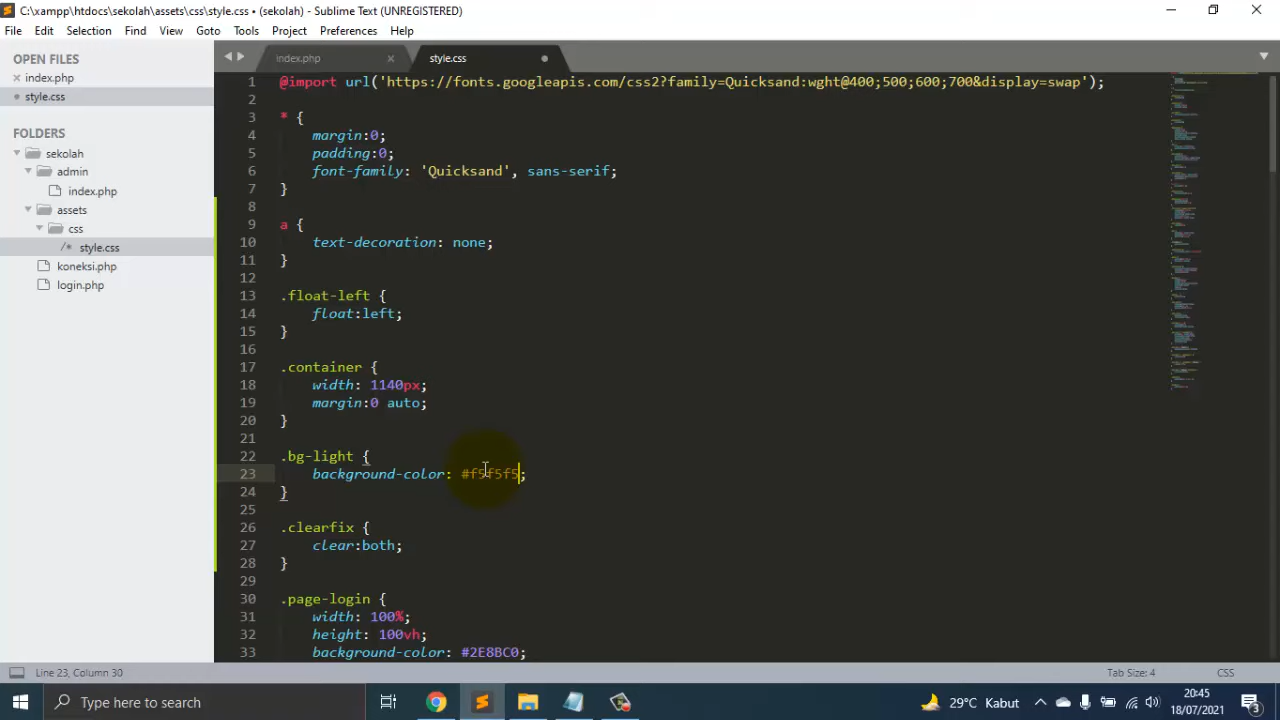 C:\xampp\htdocs\sekolah\assets\css\style.css • (sekolah) - Sublime Text (UNREGISTERED)
File Edit Selection Find View Goto Tools Project Preferences Help
OPEN FILES
index.php
style.css
FOLDERS
sekolah
admin
index.php
assets
css
/* style.css
koneksi.php
login.php
index.php
style.css
1 @import url('https://fonts.googleapis.com/css2?family=Quicksand:wght@400;500;600;700&display=swap');
2
3 * {
4 margin:0;
5 padding:0;
6 font-family: 'Quicksand', sans-serif;
7 }
8
9 a {
10 text-decoration: none;
11 }
12
13 .float-left {
14 float:left;
15 }
16
17 .container {
18 width: 1140px;
19 margin:0 auto;
20 }
21
22 .bg-light {
23 background-color: #f5f5f5;
24 }
25
26 .clearfix {
27 clear:both;
28 }
29
30 .page-login {
31 width: 100%;
32 height: 100vh;
33 background-color: #2E8BC0;
Line 23, Column 30
Tab Size: 4
CSS
Type here to search
29°C Kabut
20:45
18/07/2021
3